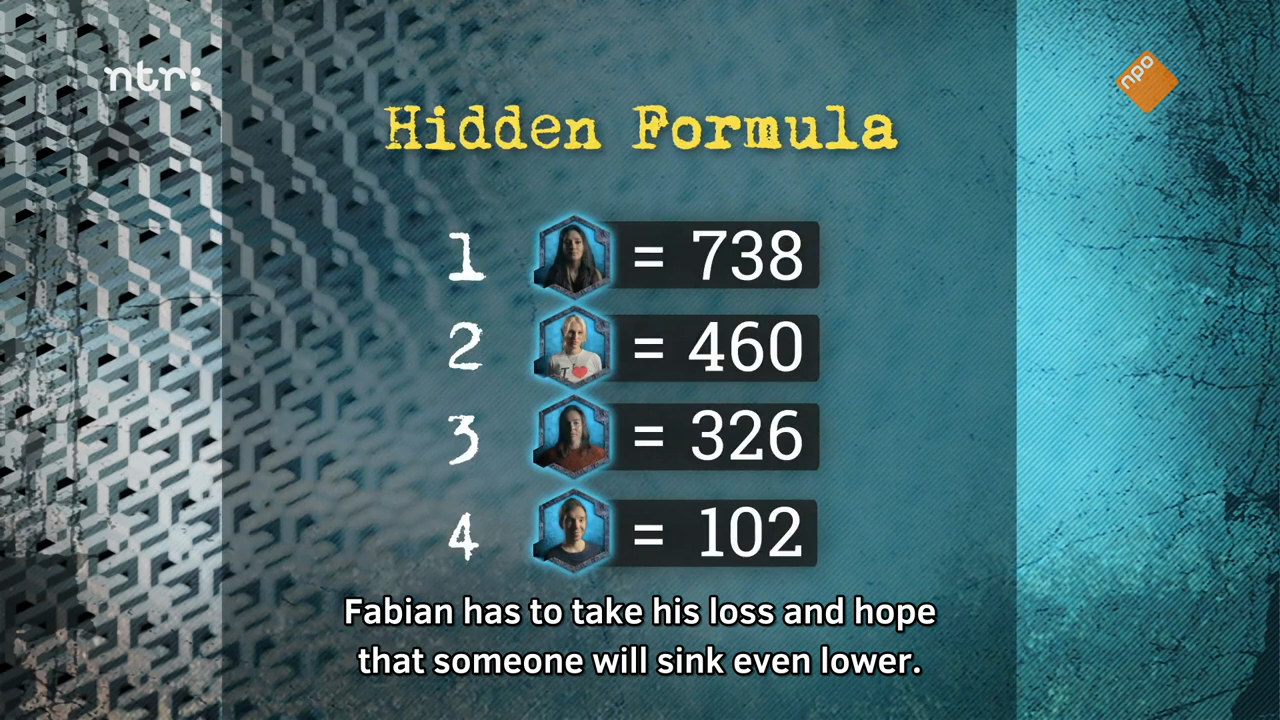 ntr:
npo
Hidden Formula
1 = 738
2 = 460
3 = 326
4 = 102
Fabian has to take his loss and hope
that someone will sink even lower.